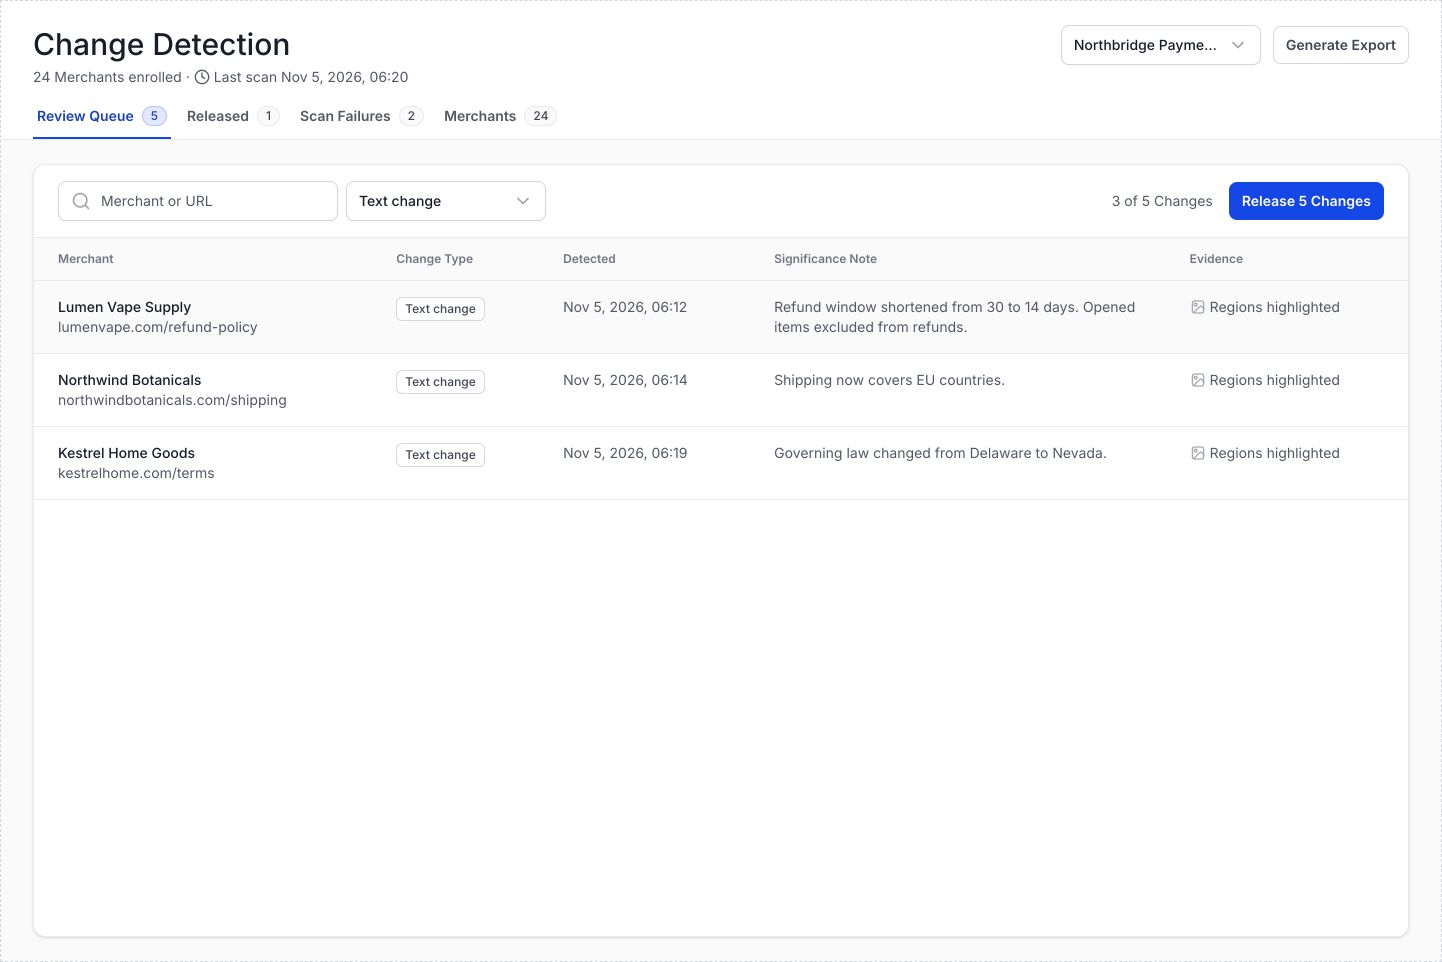 Change Detection
Northbridge Payme...
Generate Export
24 Merchants enrolled · Last scan Nov 5, 2026, 06:20
Review Queue 5
Released 1
Scan Failures 2
Merchants 24
Merchant or URL
Text change
3 of 5 Changes
Release 5 Changes
Merchant
Change Type
Detected
Significance Note
Evidence
Lumen Vape Supply
lumenvape.com/refund-policy
Text change
Nov 5, 2026, 06:12
Refund window shortened from 30 to 14 days. Opened
items excluded from refunds.
Regions highlighted
Northwind Botanicals
northwindbotanicals.com/shipping
Text change
Nov 5, 2026, 06:14
Shipping now covers EU countries.
Regions highlighted
Kestrel Home Goods
kestrelhome.com/terms
Text change
Nov 5, 2026, 06:19
Governing law changed from Delaware to Nevada.
Regions highlighted